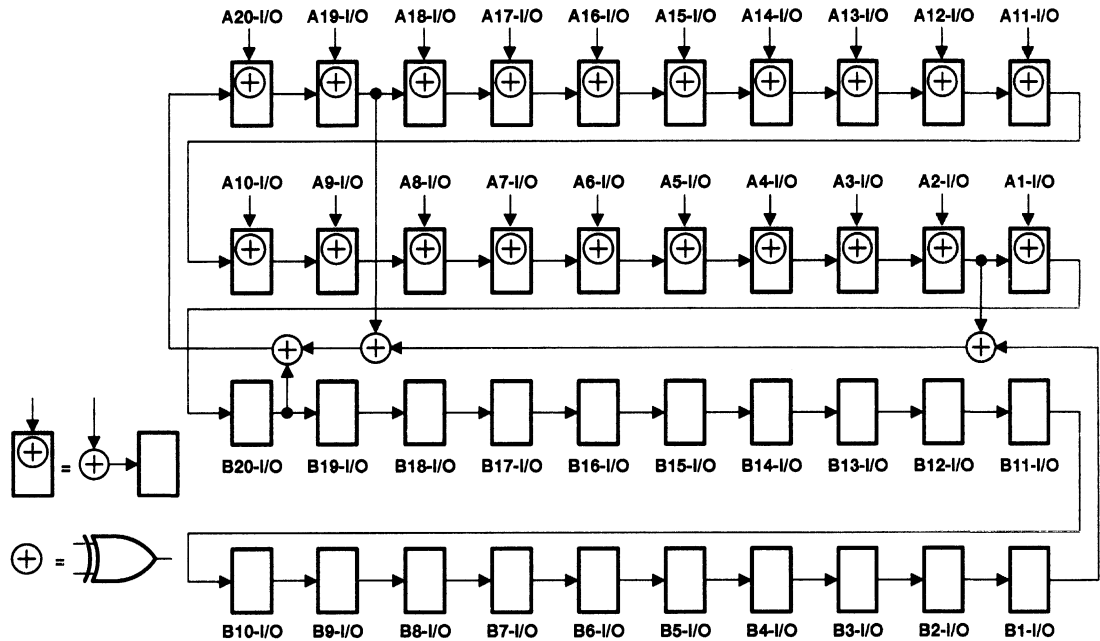 A20-I/O A19-I/O A18-I/O A17-I/O A16-I/O A15-I/O A14-I/O A13-I/O A12-I/O A11-I/O
A10-I/O A9-I/O A8-I/O A7-I/O A6-I/O A5-I/O A4-I/O A3-I/O A2-I/O A1-I/O
B20-I/O B19-I/O B18-I/O B17-I/O B16-I/O B15-I/O B14-I/O B13-I/O B12-I/O B11-I/O
=
=
B10-I/O B9-I/O B8-I/O B7-I/O B6-I/O B5-I/O B4-I/O B3-I/O B2-I/O B1-I/O